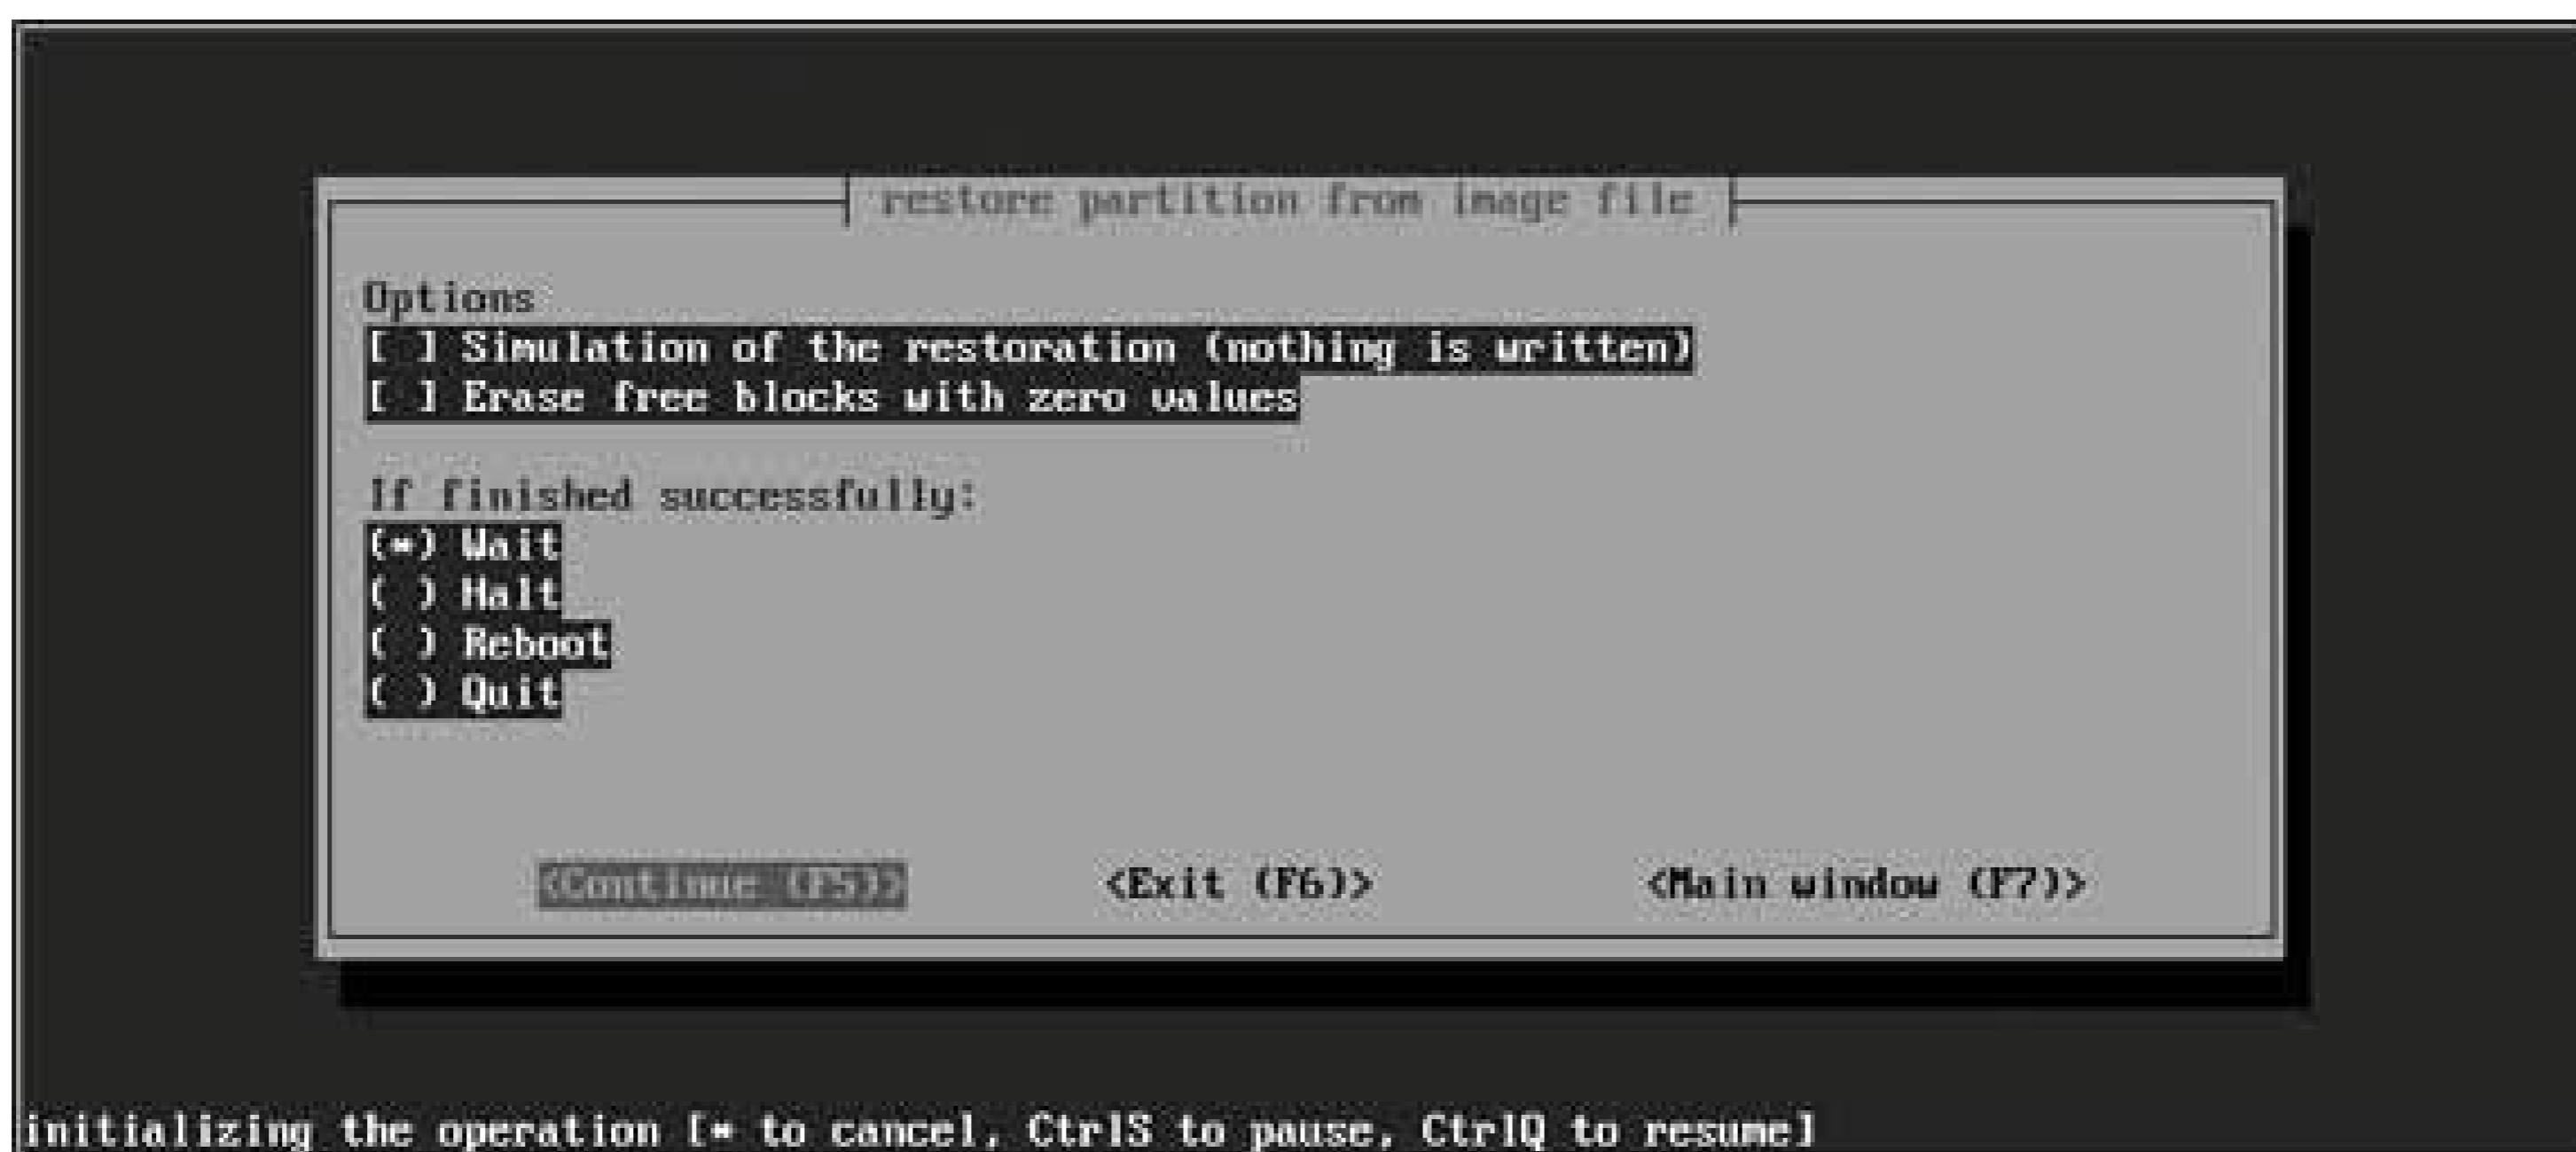 restore partition from image file
Options
[ ] Simulation of the restoration (nothing is written)
[ ] Erase free blocks with zero values
If finished successfully:
(*) Wait
( ) Halt
( ) Reboot
( ) Quit
<Continue (F5)> <Exit (F6)> <Main window (F7)>
initializing the operation [* to cancel, CtrlS to pause, CtrlQ to resume]